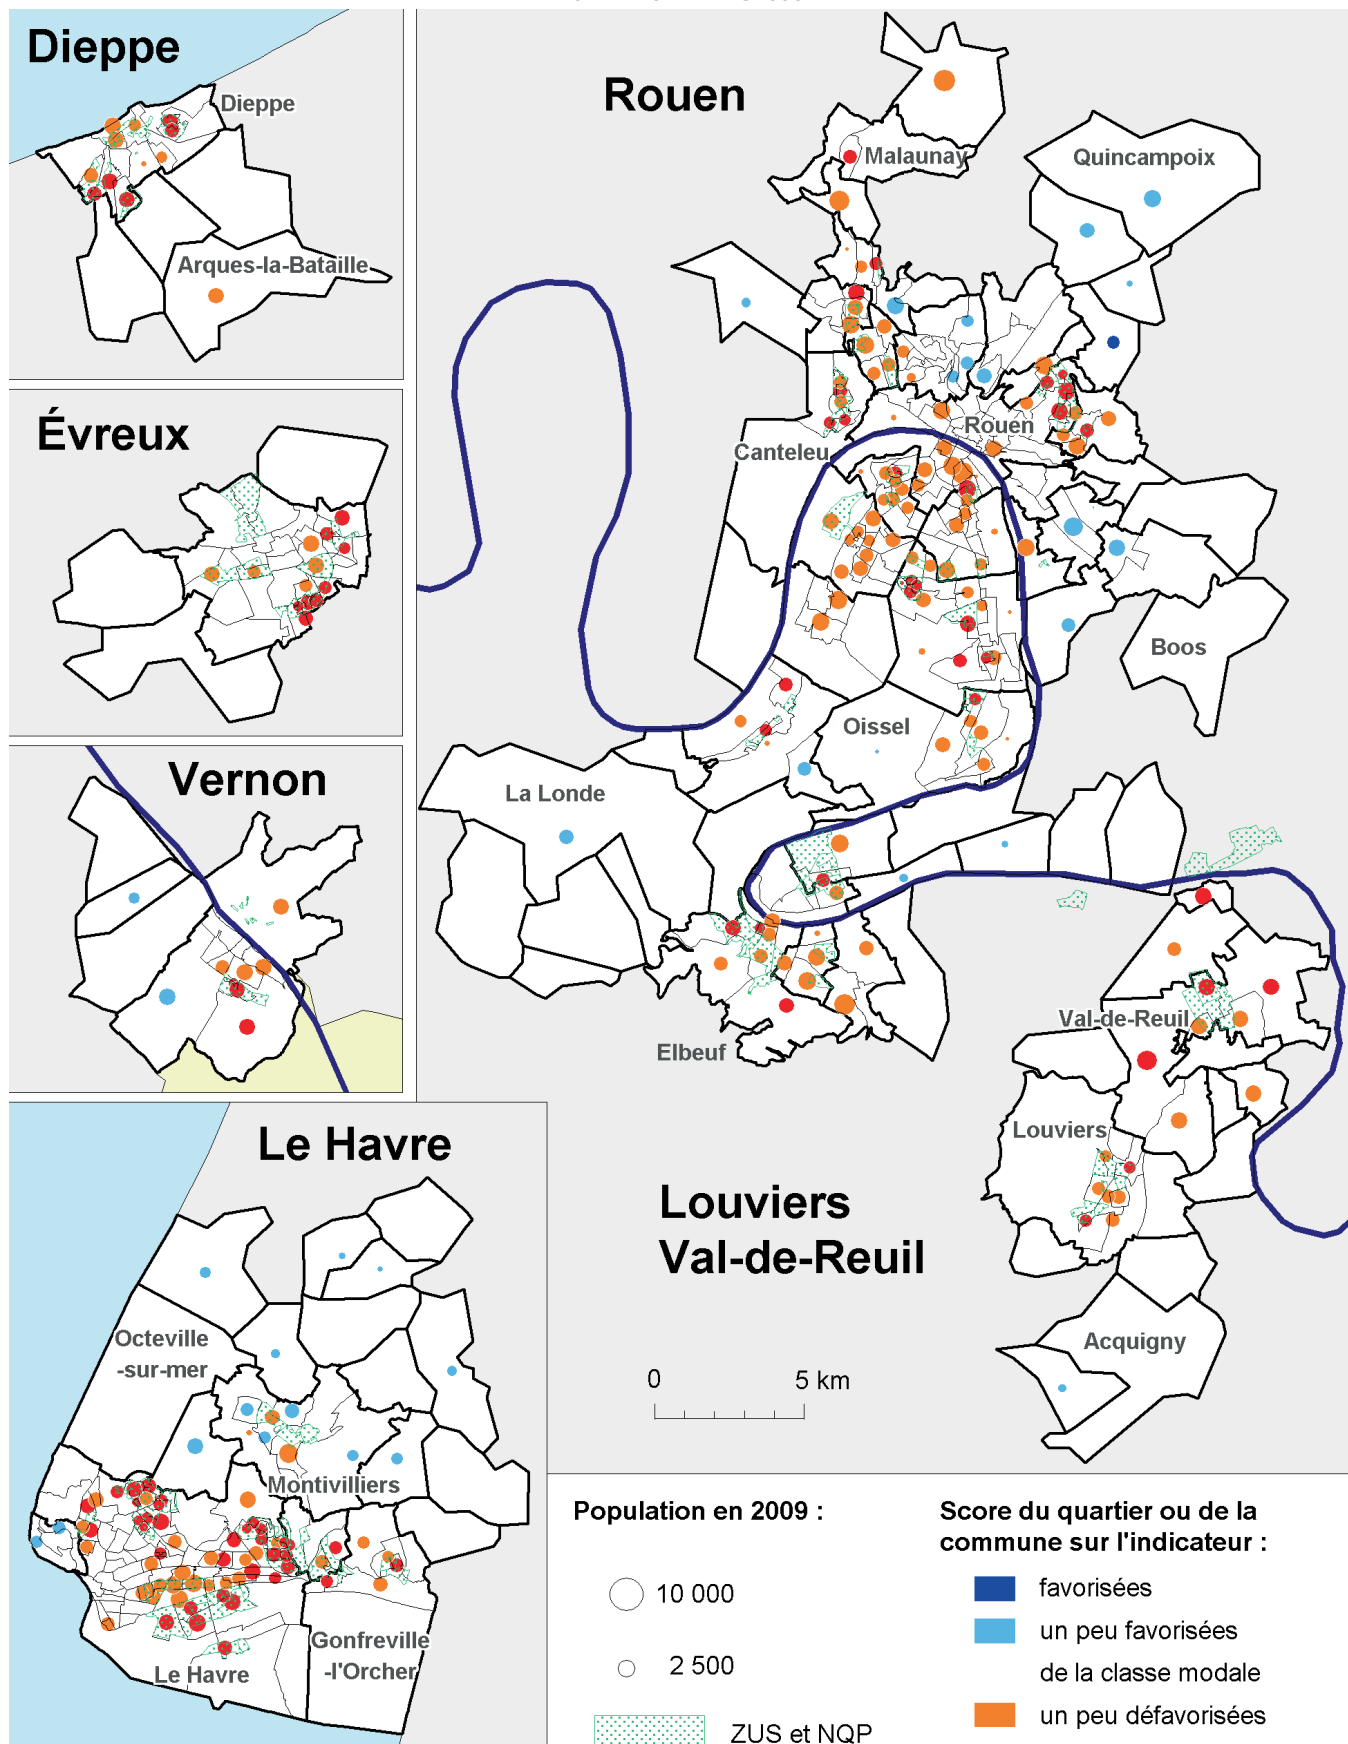 Dieppe
Dieppe
Arques-la-Bataille
Rouen
Malaunay
Quincampoix
Rouen
Canteleu
Boos
Oissel
La Londe
Elbeuf
Val-de-Reuil
Louviers
Acquigny
Louviers
Val-de-Reuil
0 5 km
Évreux
Vernon
Le Havre
Octeville
-sur-mer
Montivilliers
Gonfreville
-l'Orcher
Le Havre
Population en 2009 :
10 000
2 500
ZUS et NQP
Score du quartier ou de la
commune sur l'indicateur :
favorisées
un peu favorisées
de la classe modale
un peu défavorisées